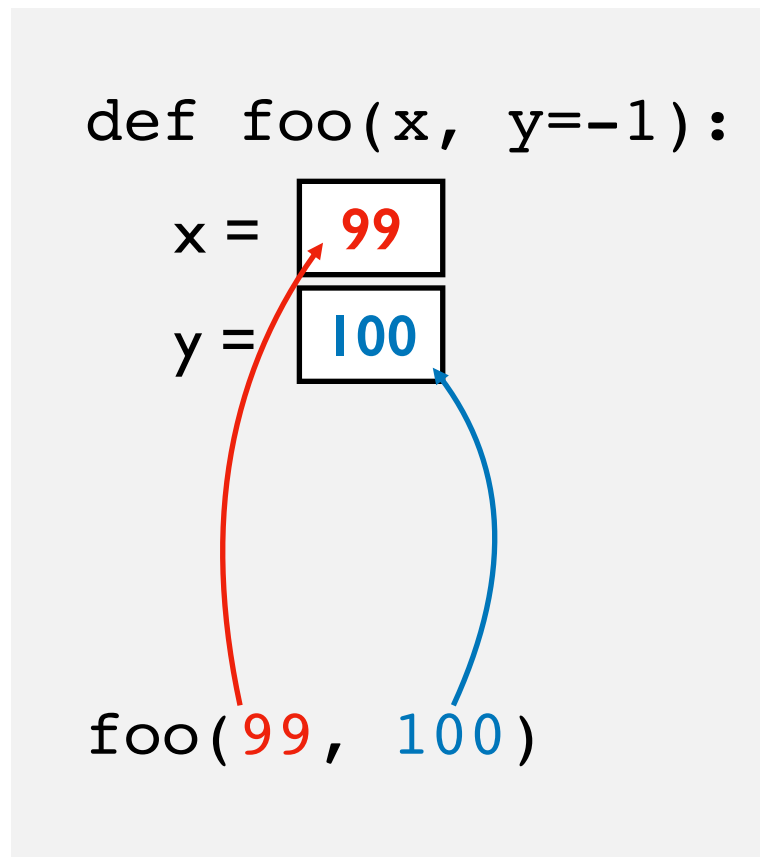 def foo(x, y=-1):
x = 99
y = 100
foo(99, 100)